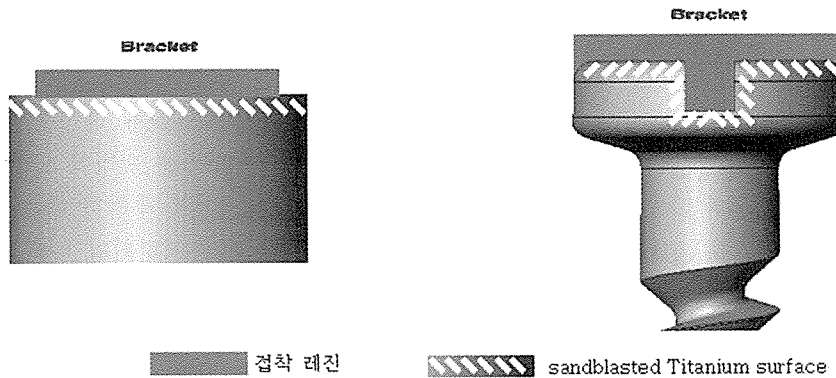 Bracket
Bracket
접착 레진
sandblasted Titanium surface